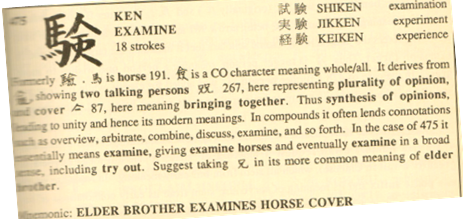 475
験 KEN 試験 SHIKEN examination
EXAMINE 実験 JIKKEN experiment
18 strokes 経験 KEIKEN experience
Formerly 驗. 馬 is horse 191. 僉 is a CO character meaning whole/all. It derives from
showing two talking persons 267, here representing plurality of opinion,
and cover 亼 87, here meaning bringing together. Thus synthesis of opinions,
leading to unity and hence its modern meanings. In compounds it often lends connotations
such as overview, arbitrate, combine, discuss, examine, and so forth. In the case of 475 it
essentially means examine, giving examine horses and eventually examine in a broad
sense, including try out. Suggest taking 兄 in its more common meaning of elder
brother.
Mnemonic: ELDER BROTHER EXAMINES HORSE COVER